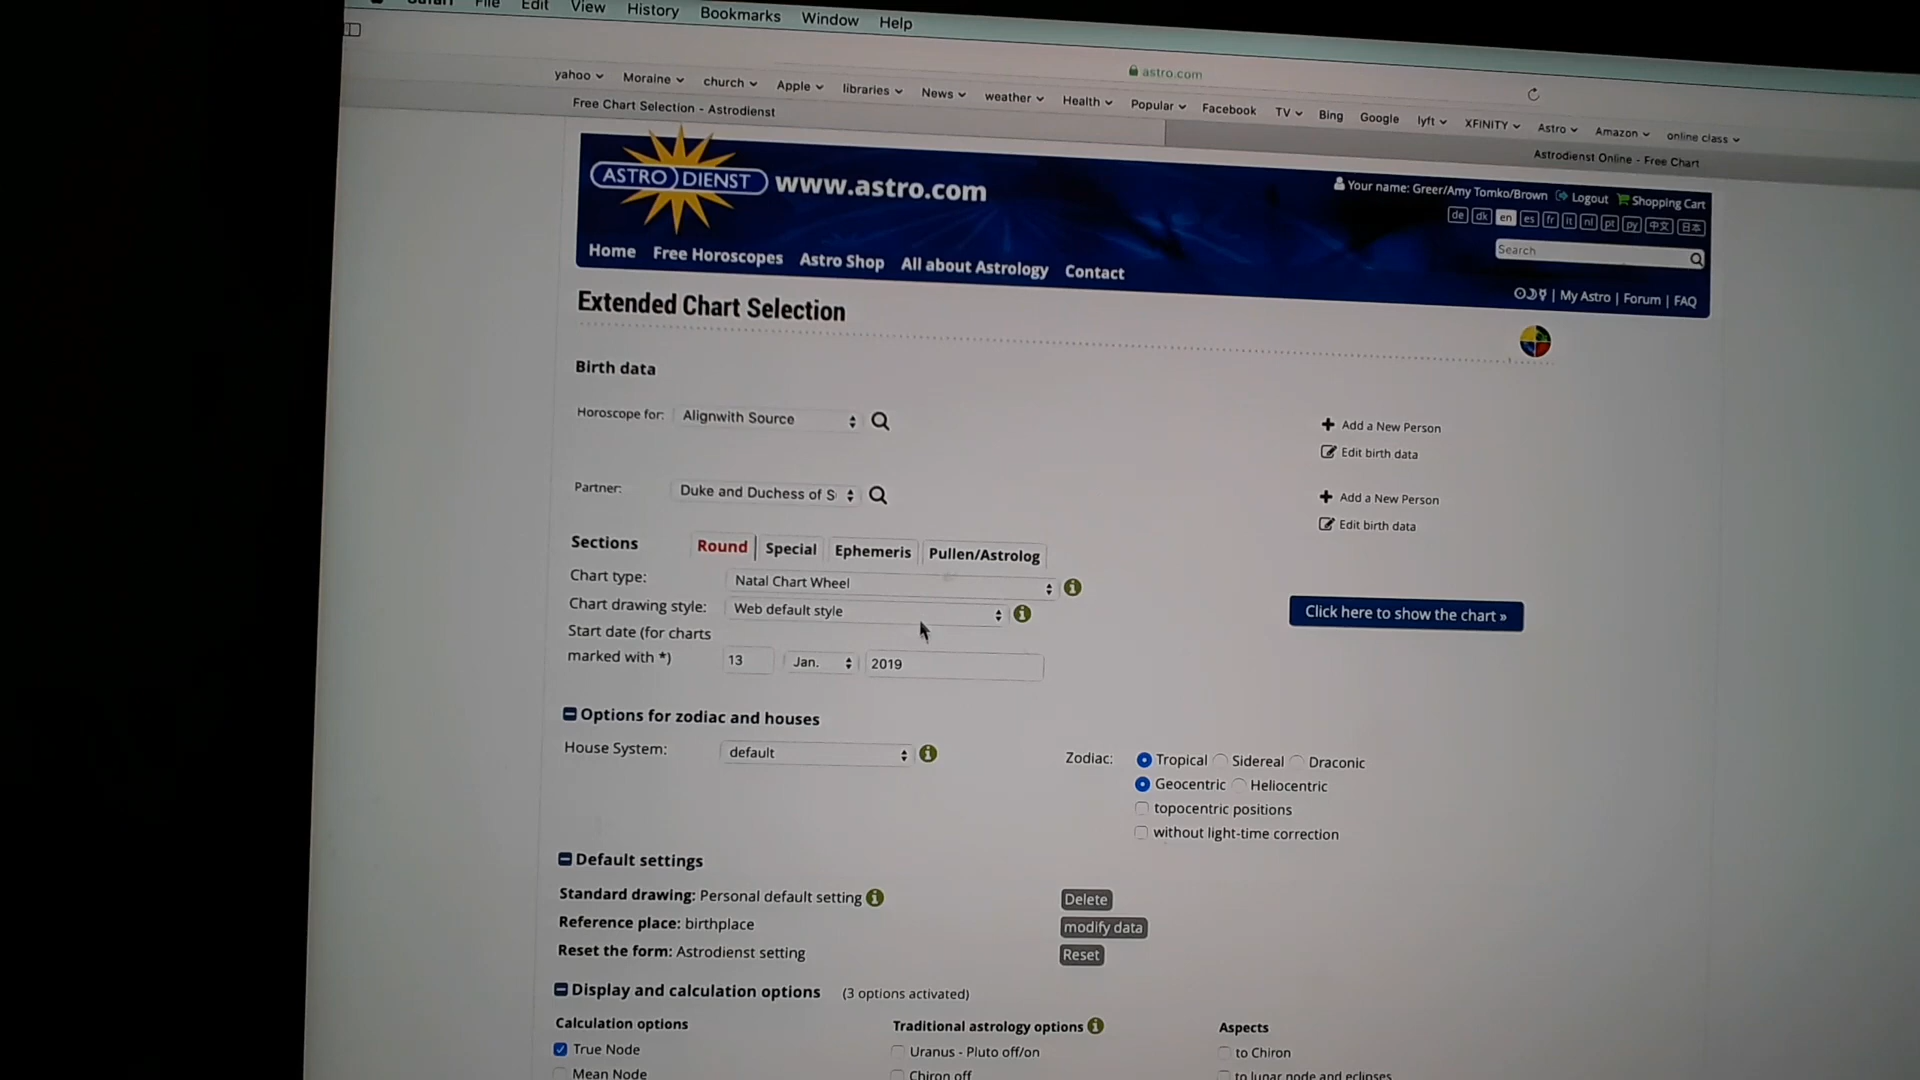 Safari File Edit View History Bookmarks Window Help
astro.com
yahoo Moraine church Apple libraries News weather Health Popular Facebook TV Bing Google lyft XFINITY Astro Amazon online class
Free Chart Selection - Astrodienst
Astrodienst Online - Free Chart
ASTRO DIENST www.astro.com
Your name: Greer/Amy Tomko/Brown Logout Shopping Cart
de dk en es fr it nl pt py 中文 日本
Search
Home Free Horoscopes Astro Shop All about Astrology Contact
My Astro | Forum | FAQ
Extended Chart Selection
Birth data
Horoscope for: Alignwith Source
+ Add a New Person
Edit birth data
Partner: Duke and Duchess of S
+ Add a New Person
Edit birth data
Sections Round Special Ephemeris Pullen/Astrolog
Chart type: Natal Chart Wheel
Chart drawing style: Web default style
Click here to show the chart »
Start date (for charts
marked with *) 13 Jan. 2019
Options for zodiac and houses
House System: default
Zodiac: Tropical Sidereal Draconic
Geocentric Heliocentric
topocentric positions
without light-time correction
Default settings
Standard drawing: Personal default setting Delete
Reference place: birthplace modify data
Reset the form: Astrodienst setting Reset
Display and calculation options (3 options activated)
Calculation options Traditional astrology options Aspects
True Node Uranus - Pluto off/on to Chiron
Mean Node Chiron off to lunar node and eclipses